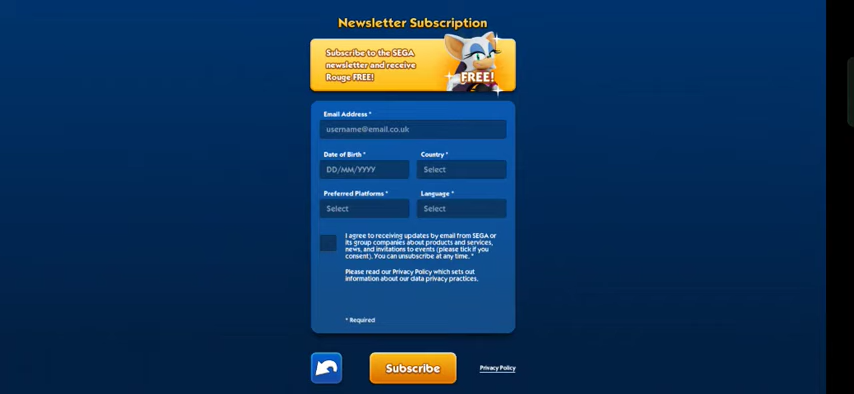 Newsletter Subscription
Subscribe to the SEGA
newsletter and receive
Rouge FREE!
FREE!
Email Address *
username@email.co.uk
Date of Birth *
Country *
DD/MM/YYYY
Select
Preferred Platforms *
Language *
Select
Select
I agree to receiving updates by email from SEGA or
its group companies about products and services,
news, and invitations to events (please tick if you
consent). You can unsubscribe at any time. *
Please read our Privacy Policy which sets out
information about our data privacy practices.
* Required
Subscribe
Privacy Policy